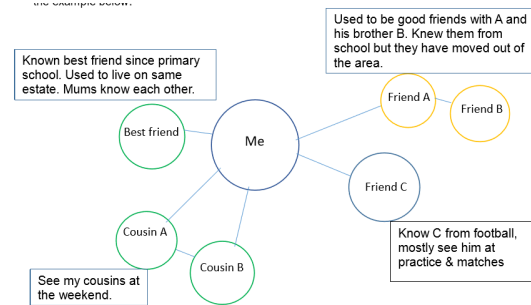 the example below.
Used to be good friends with A and
his brother B. Knew them from
school but they have moved out of
the area.
Known best friend since primary
school. Used to live on same
estate. Mums know each other.
Friend A
Friend B
Best friend
Me
Friend C
Cousin A
Know C from football,
mostly see him at
practice & matches
Cousin B
See my cousins at
the weekend.